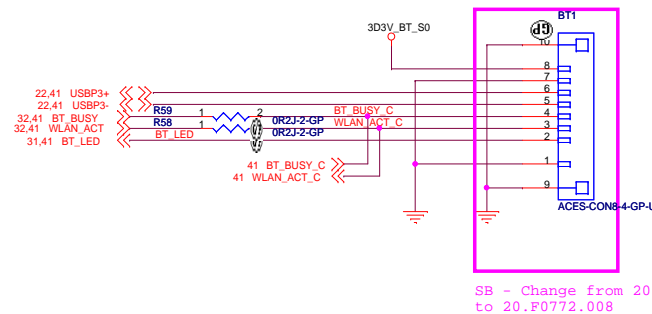 BT1
3D3V_BT_S0
GP
10
8
7
22,41 USBP3+
6
22,41 USBP3-
5
32,41 BT_BUSY
R59
1
2
BT_BUSY_C
4
32,41 WLAN_ACT
R58
1
0R2J-2-GP
WLAN_ACT_C
3
31,41 BT_LED
BT_LED
0R2J-2-GP
2
41 BT_BUSY_C
1
41 WLAN_ACT_C
9
ACES-CON8-4-GP-U
SB - Change from 20
to 20.F0772.008